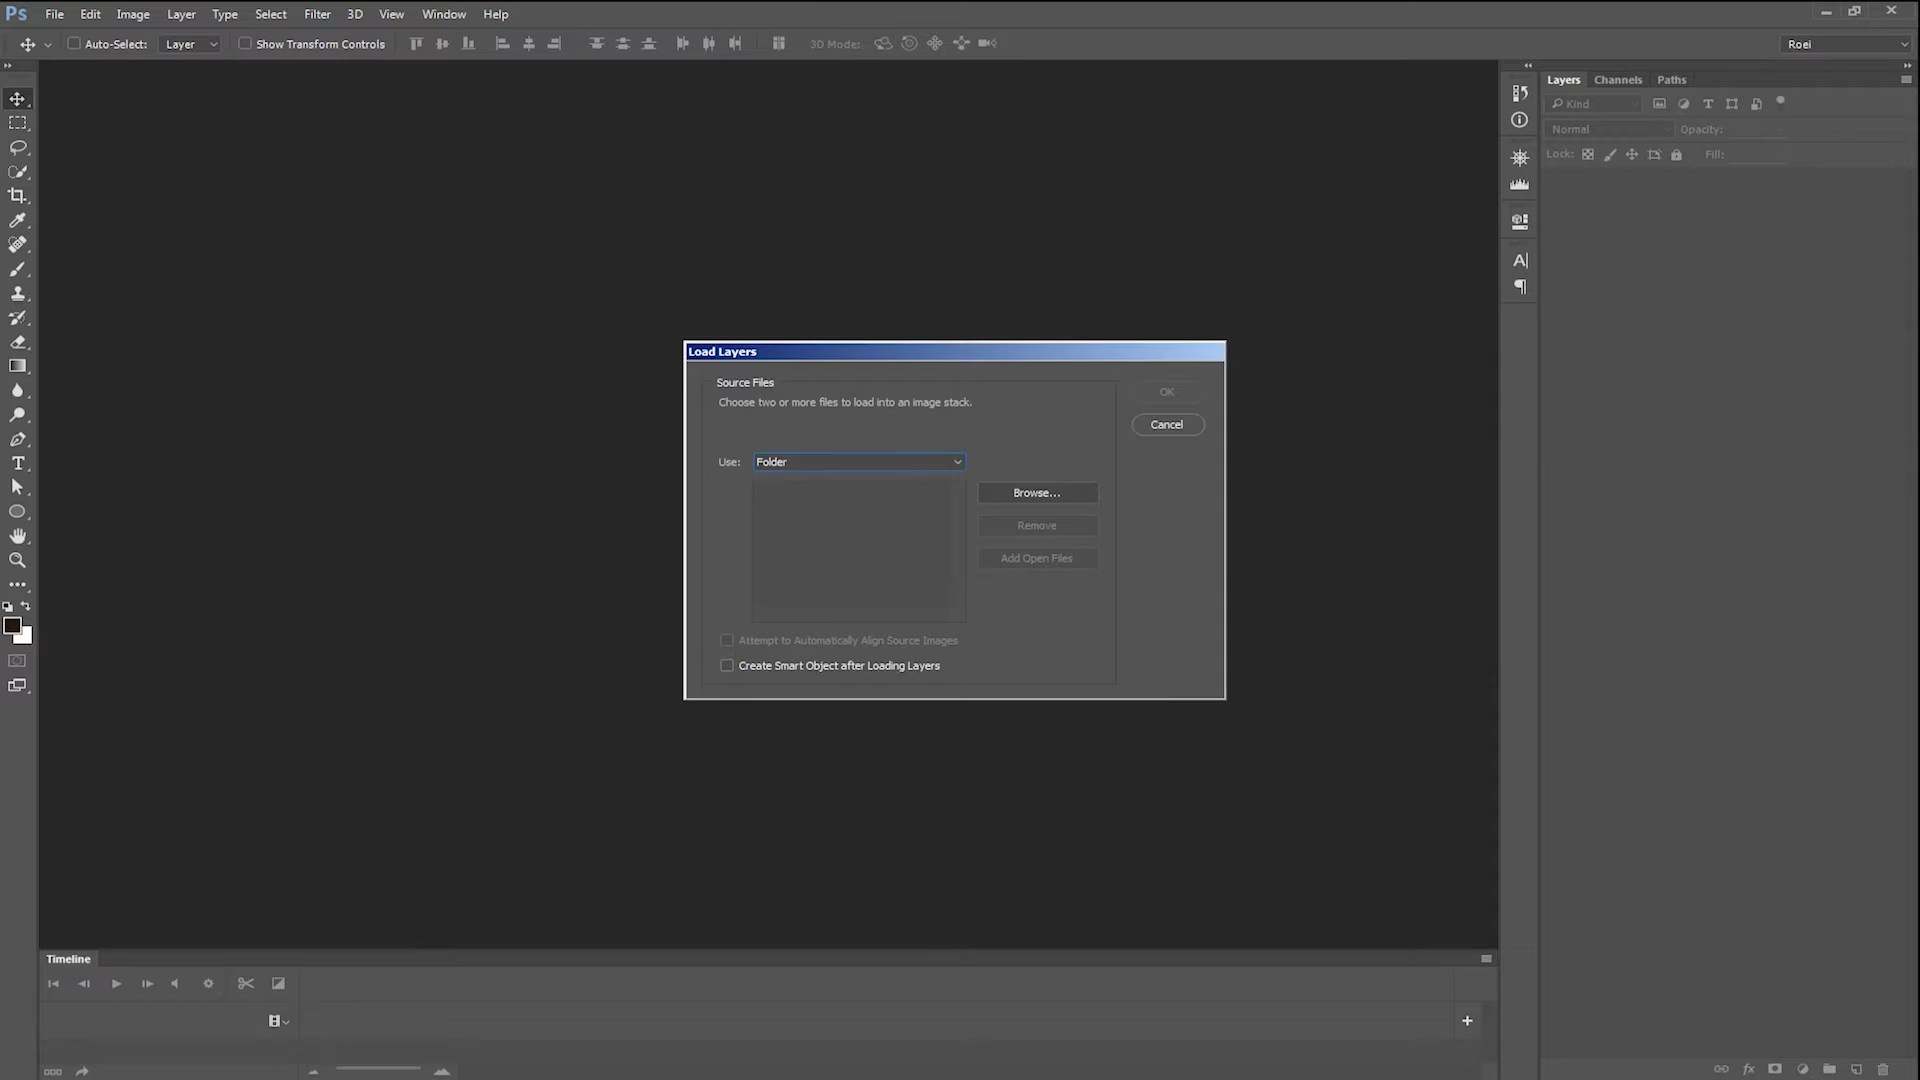 Ps File Edit Image Layer Type Select Filter 3D View Window Help
Auto-Select: Layer Show Transform Controls 3D Mode: Roei
Layers Channels Paths
Kind
Normal Opacity:
Lock: Fill:
Load Layers
Source Files
Choose two or more files to load into an image stack.
OK
Cancel
Use: Folder
Browse...
Remove
Add Open Files
Attempt to Automatically Align Source Images
Create Smart Object after Loading Layers
Timeline